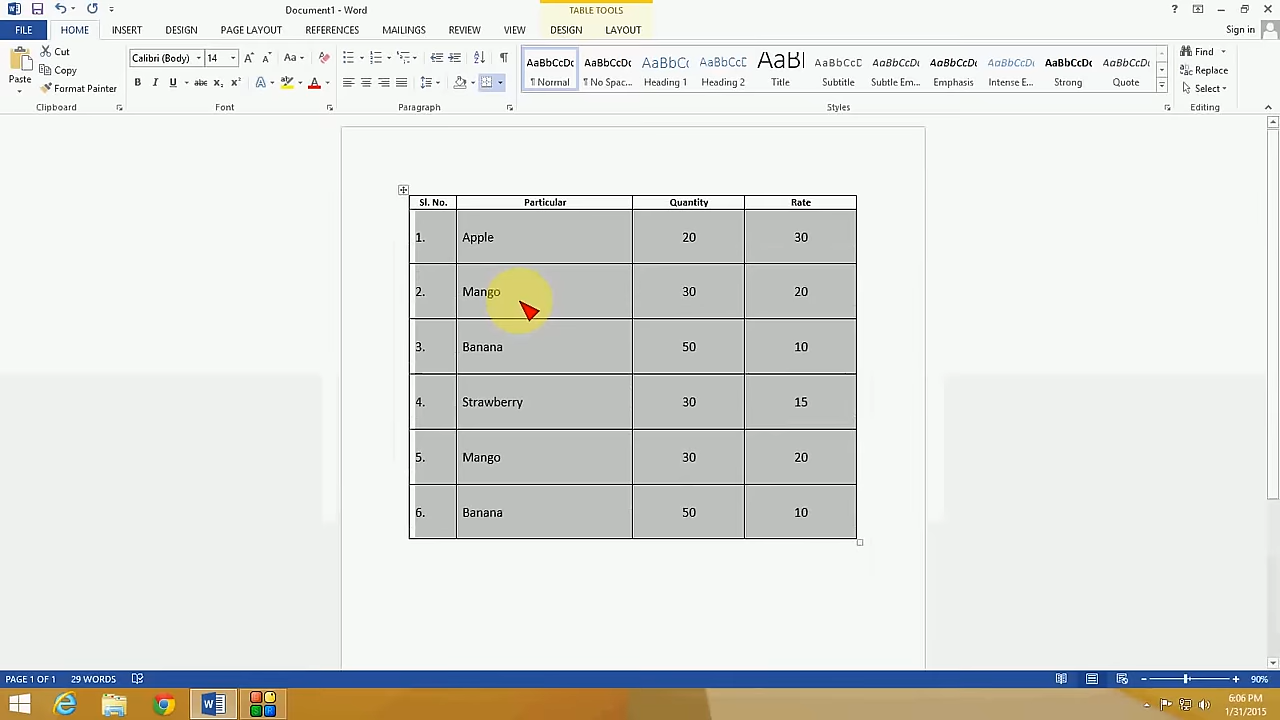 Document1 - Word
TABLE TOOLS
Sign in
FILE HOME INSERT DESIGN PAGE LAYOUT REFERENCES MAILINGS REVIEW VIEW DESIGN LAYOUT
Paste
Cut
Copy
Format Painter
Clipboard
Calibri (Body) 14
Font
Paragraph
AaBbCcDc AaBbCcDc AaBbC AaBbCcC AaBl AaBbCcC AaBbCcDi AaBbCcDi AaBbCcDi AaBbCcDc AaBbCcDi
¶ Normal ¶ No Spac... Heading 1 Heading 2 Title Subtitle Subtle Em... Emphasis Intense E... Strong Quote
Styles
Find
Replace
Select
Editing
Sl. No. Particular Quantity Rate
1. Apple 20 30
2. Mango 30 20
3. Banana 50 10
4. Strawberry 30 15
5. Mango 30 20
6. Banana 50 10
PAGE 1 OF 1 29 WORDS 90%
6:06 PM
1/31/2015